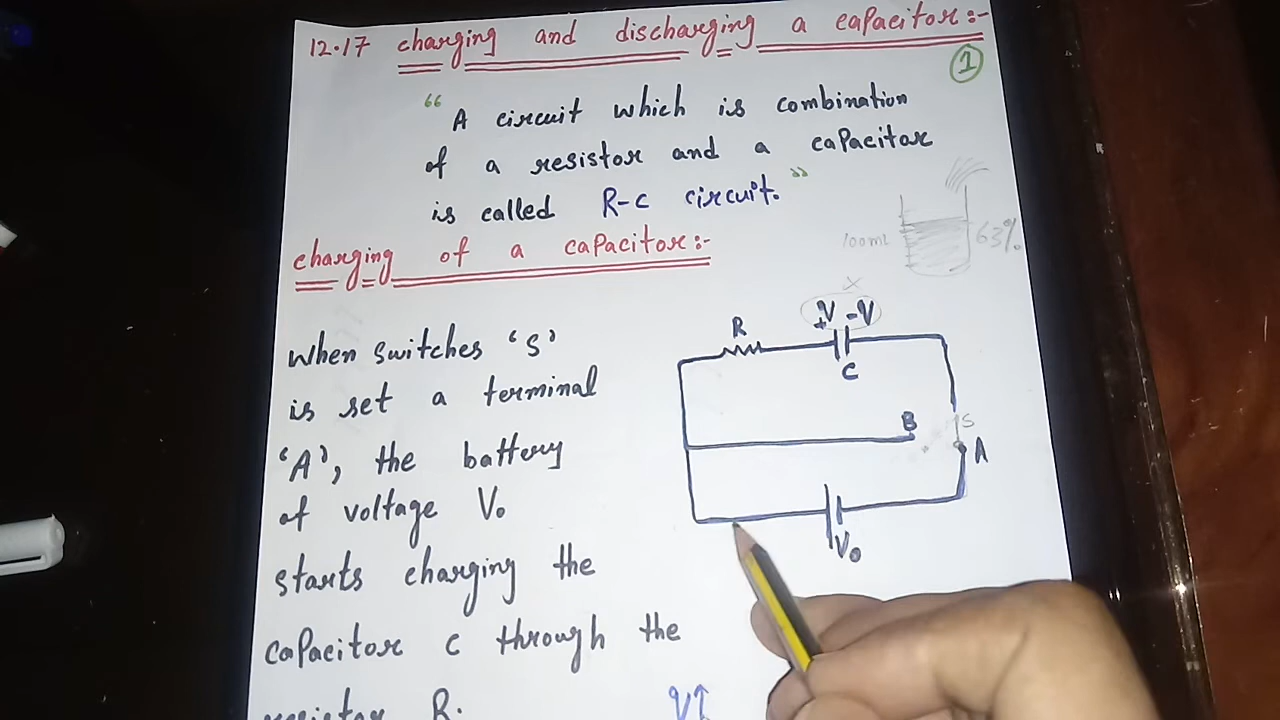 12.17 charging and discharging a capacitor:-
1
“ A circuit which is combination
of a resistor and a capacitor
is called R-C circuit. ”
charging of a capacitor:-
100ml
63%
When switches 'S'
is set a terminal
'A', the battery
of voltage V₀
starts charging the
capacitor C through the
resistor R.
x
+V -V
R
C
B
S
A
V₀